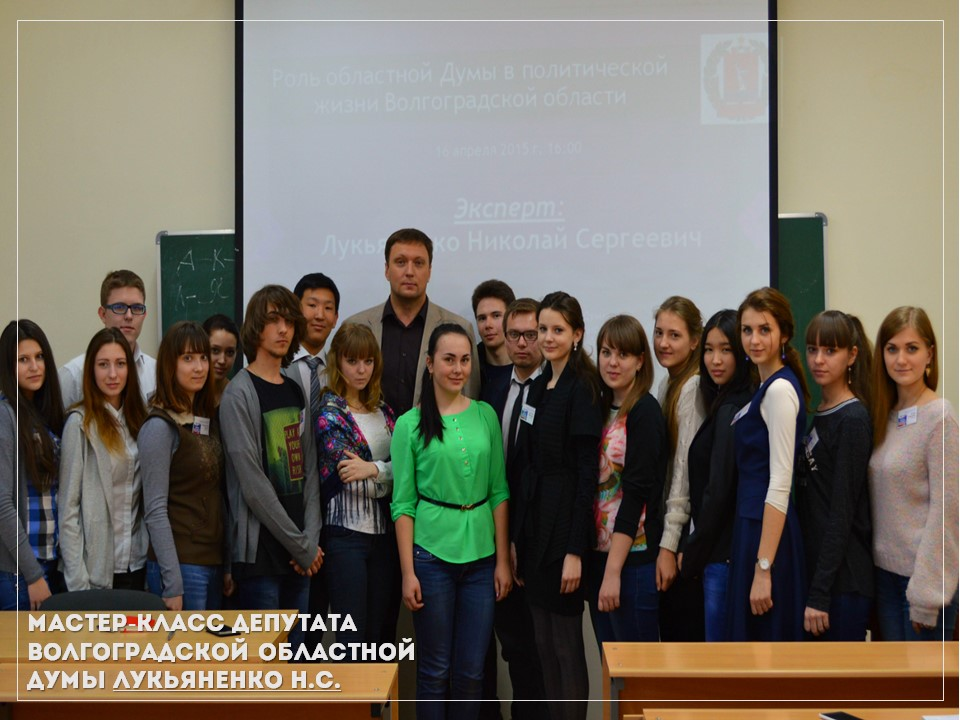 Роль областной Думы в политической
жизни Волгоградской области
апреля 2015 г. 18:00
Эксперт:
Николай Сергеевич
А-К-
МАСТЕР-КЛАСС ДЕПУТАТА
ВОЛГОГРАДСКОЙ ОБЛАСТНОЙ
ДУМЫ ЛУКЬЯНЕНКО Н.С.